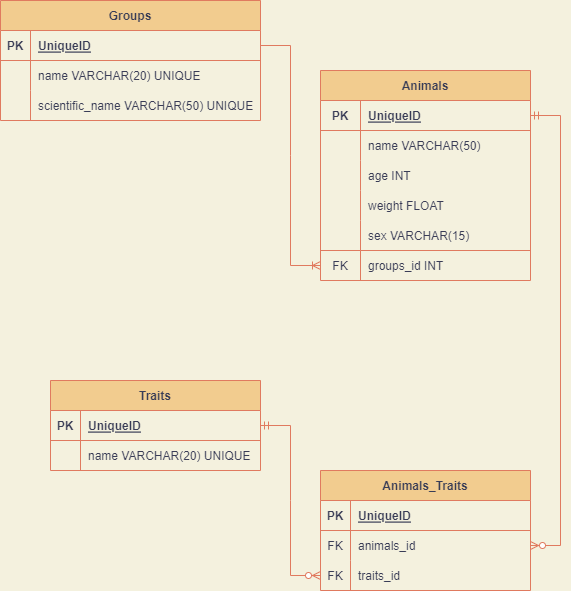 Groups
PK UniqueID
name VARCHAR(20) UNIQUE
scientific_name VARCHAR(50) UNIQUE
Animals
PK UniqueID
name VARCHAR(50)
age INT
weight FLOAT
sex VARCHAR(15)
FK groups_id INT
Traits
PK UniqueID
name VARCHAR(20) UNIQUE
Animals_Traits
PK UniqueID
FK animals_id
FK traits_id